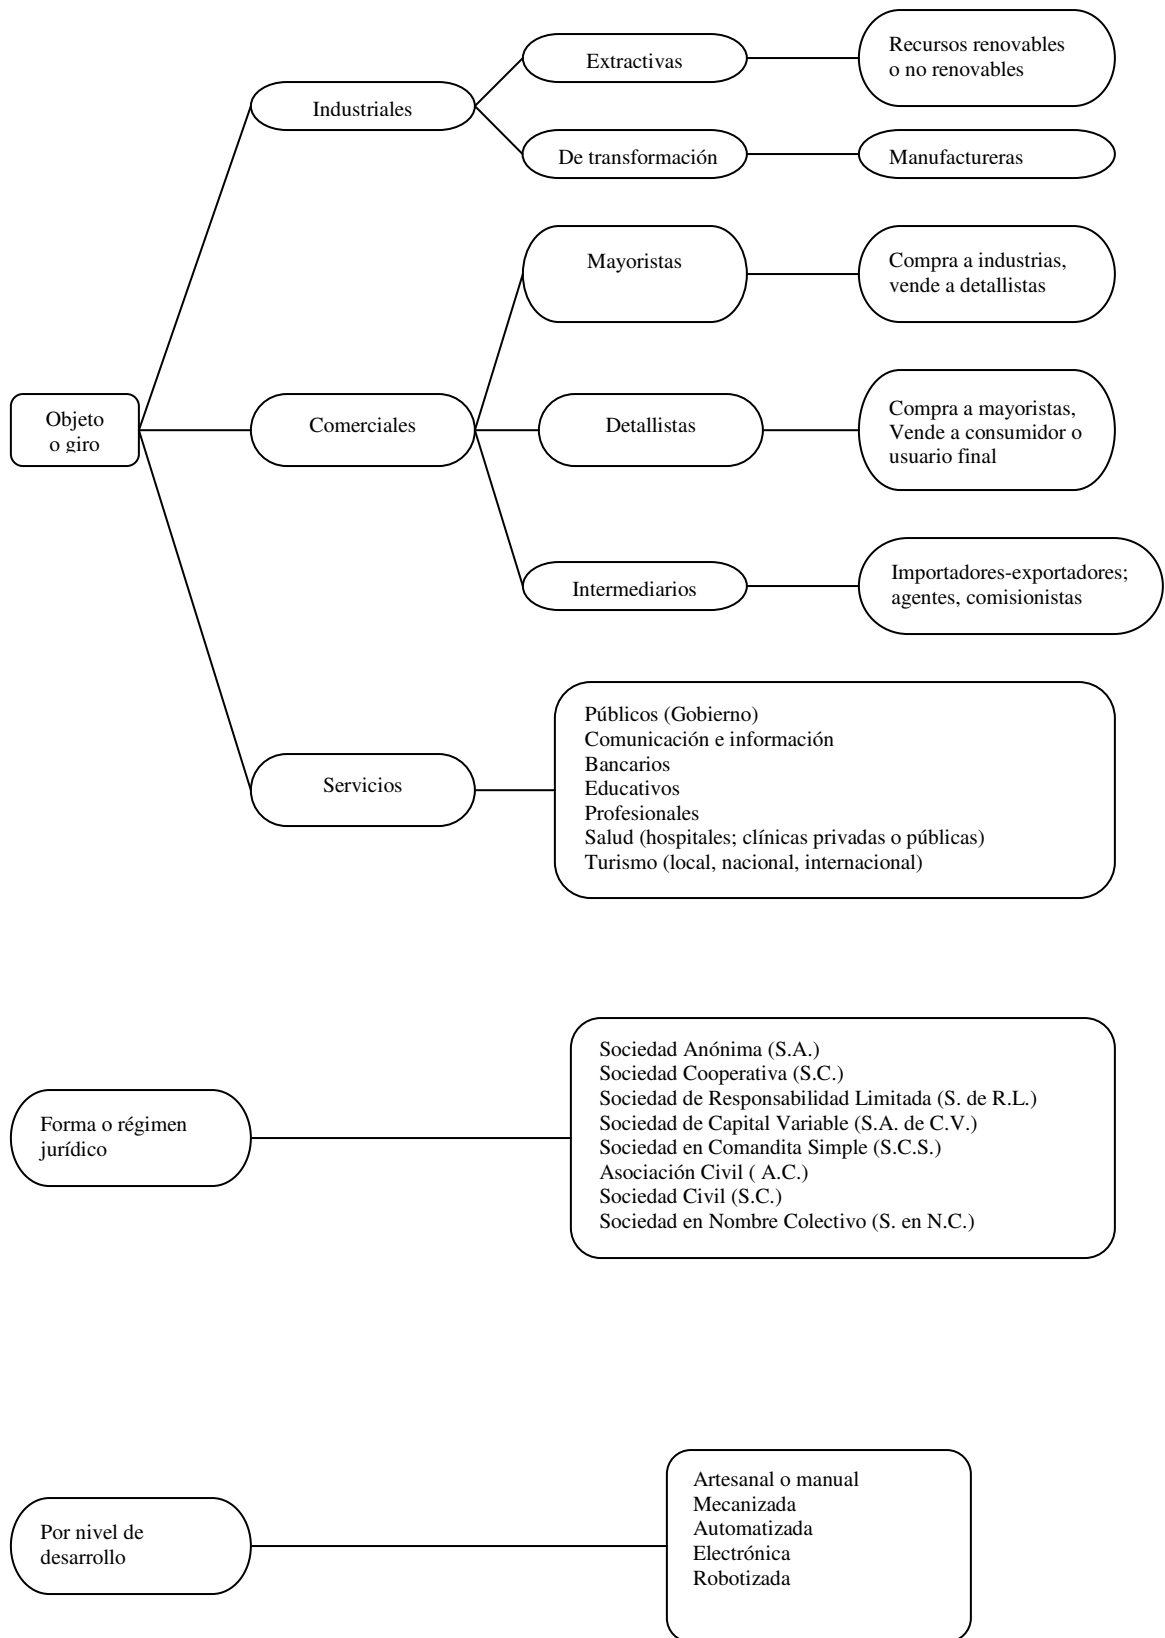 Extractivas
Recursos renovables
o no renovables
Industriales
De transformación
Manufactureras
Mayoristas
Compra a industrias,
vende a detallistas
Objeto
o giro
Comerciales
Detallistas
Compra a mayoristas,
Vende a consumidor o
usuario final
Intermediarios
Importadores-exportadores;
agentes, comisionistas
Servicios
Públicos (Gobierno)
Comunicación e información
Bancarios
Educativos
Profesionales
Salud (hospitales; clínicas privadas o públicas)
Turismo (local, nacional, internacional)
Forma o régimen
jurídico
Sociedad Anónima (S.A.)
Sociedad Cooperativa (S.C.)
Sociedad de Responsabilidad Limitada (S. de R.L.)
Sociedad de Capital Variable (S.A. de C.V.)
Sociedad en Comandita Simple (S.C.S.)
Asociación Civil ( A.C.)
Sociedad Civil (S.C.)
Sociedad en Nombre Colectivo (S. en N.C.)
Por nivel de
desarrollo
Artesanal o manual
Mecanizada
Automatizada
Electrónica
Robotizada